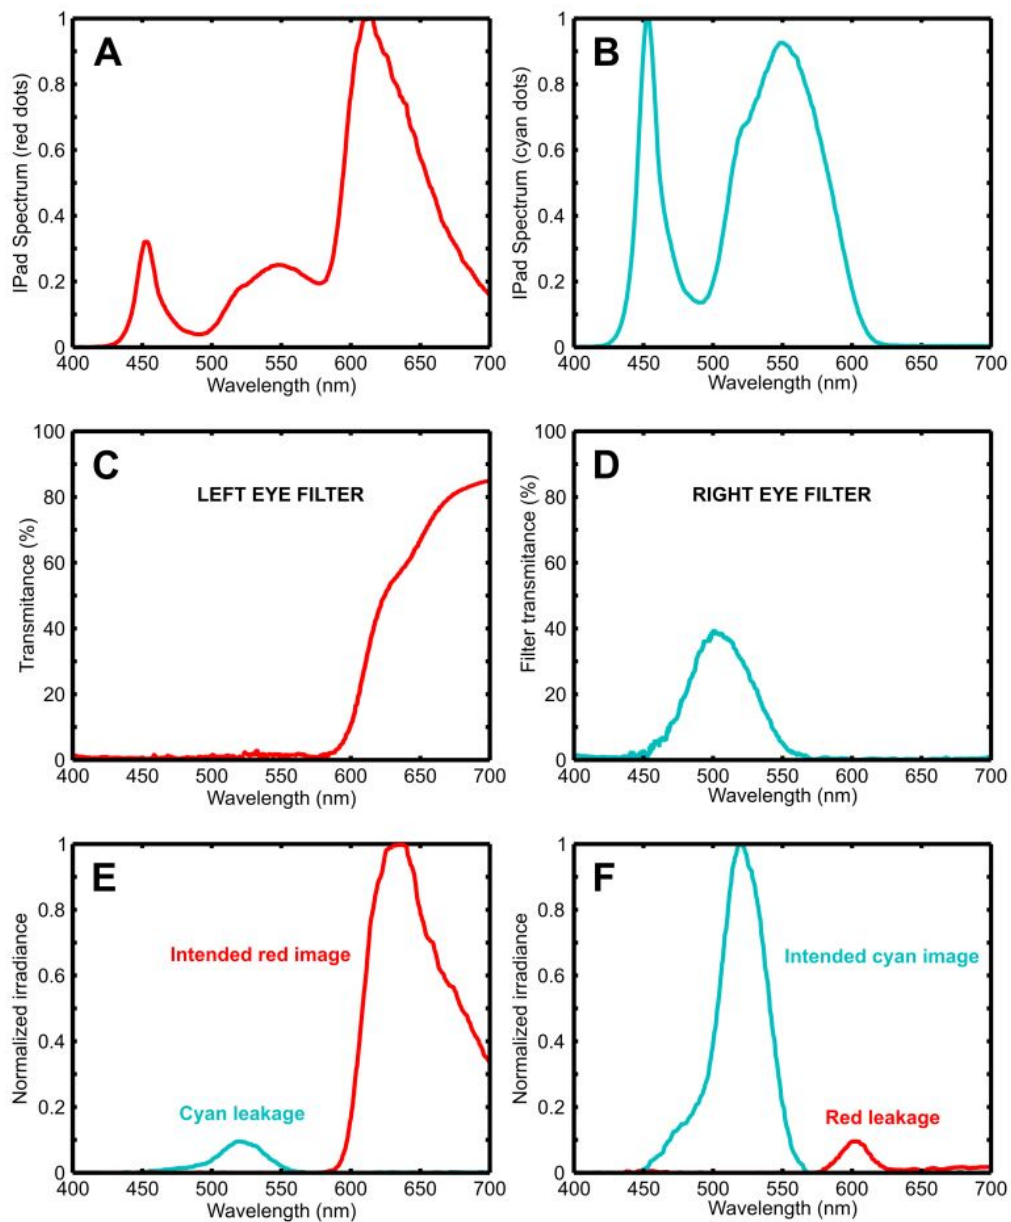 A
IPad Spectrum (red dots)
1
0.8
0.6
0.4
0.2
0
400 450 500 550 600 650 700
Wavelength (nm)
B
IPad Spectrum (cyan dots)
1
0.8
0.6
0.4
0.2
0
400 450 500 550 600 650 700
Wavelength (nm)
C
LEFT EYE FILTER
Transmitance (%)
100
80
60
40
20
0
400 450 500 550 600 650 700
Wavelength (nm)
D
RIGHT EYE FILTER
Filter transmitance (%)
100
80
60
40
20
0
400 450 500 550 600 650 700
Wavelength (nm)
E
Intended red image
Cyan leakage
Normalized irradiance
1
0.8
0.6
0.4
0.2
0
400 450 500 550 600 650 700
Wavelength (nm)
F
Intended cyan image
Red leakage
Normalized irradiance
1
0.8
0.6
0.4
0.2
0
400 450 500 550 600 650 700
Wavelength (nm)